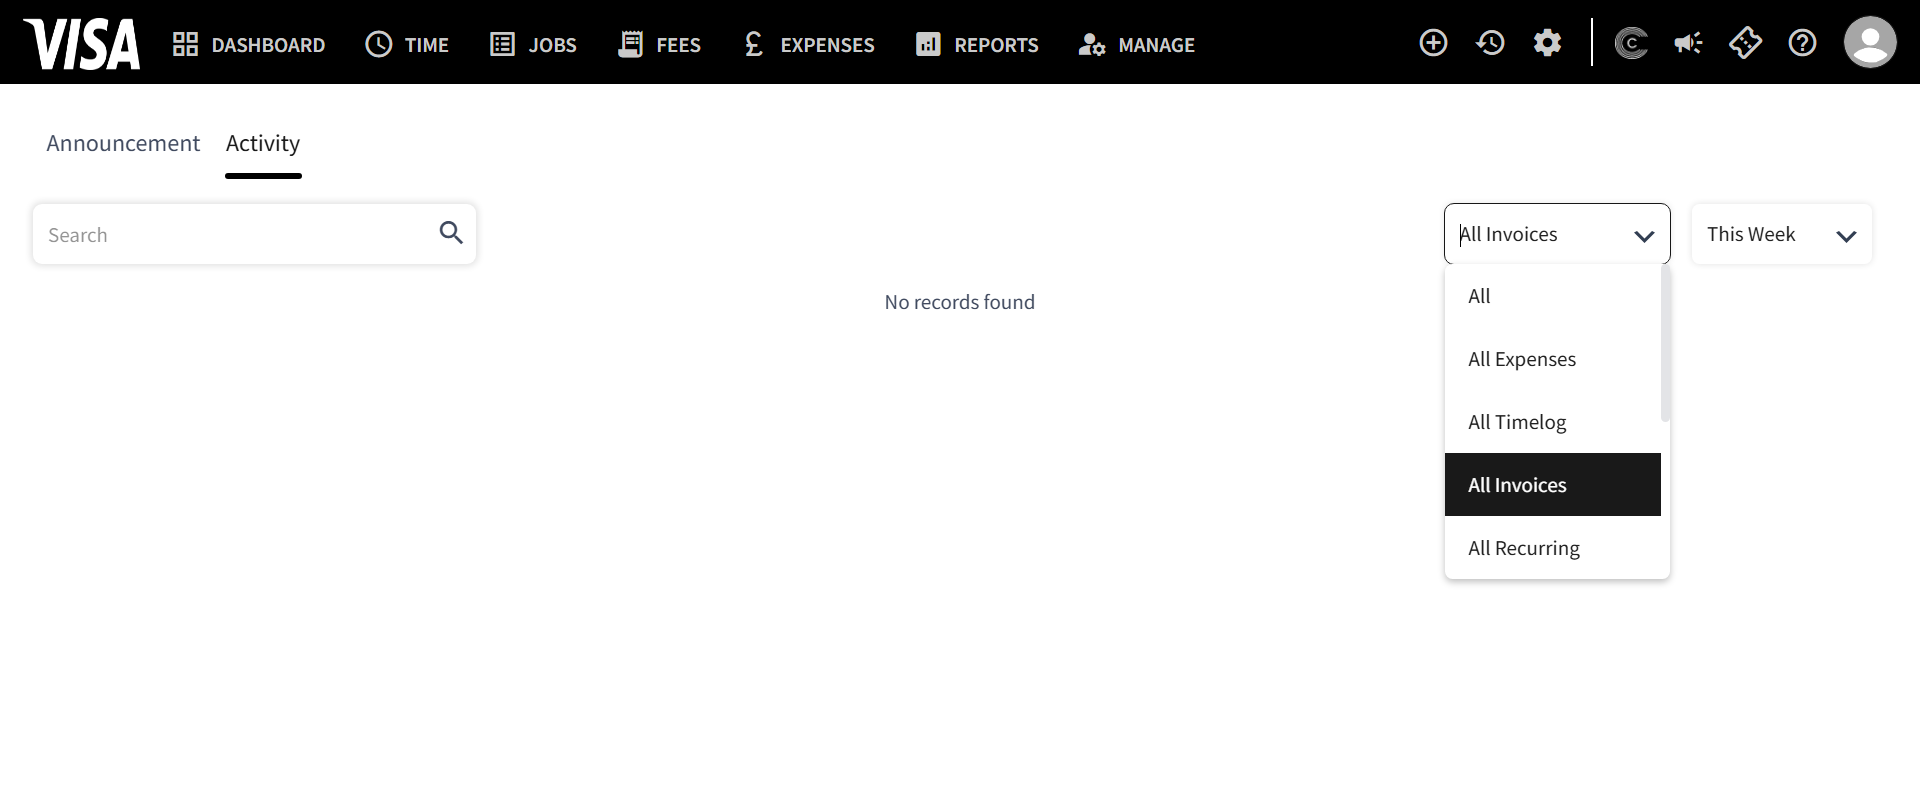 VISA DASHBOARD TIME JOBS FEES EXPENSES REPORTS MANAGE
Announcement Activity
Search
All Invoices
This Week
No records found
All
All Expenses
All Timelog
All Invoices
All Recurring